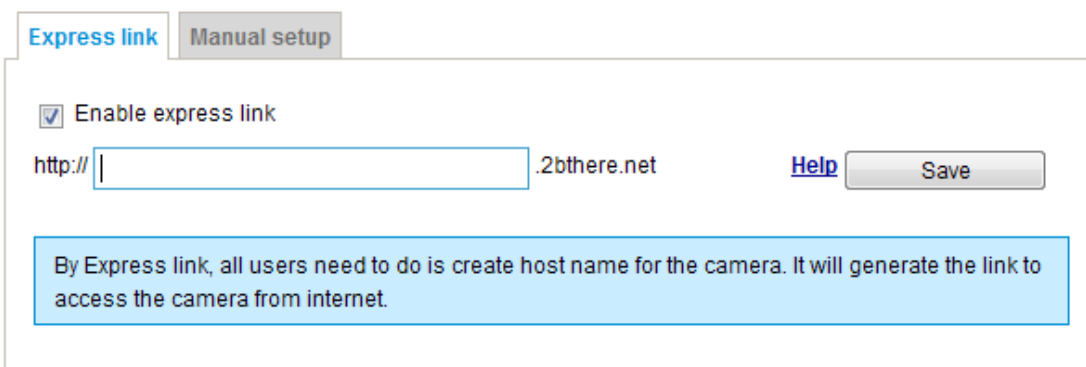 Express link Manual setup
Enable express link
http:// .2bthere.net Help Save
By Express link, all users need to do is create host name for the camera. It will generate the link to
access the camera from internet.